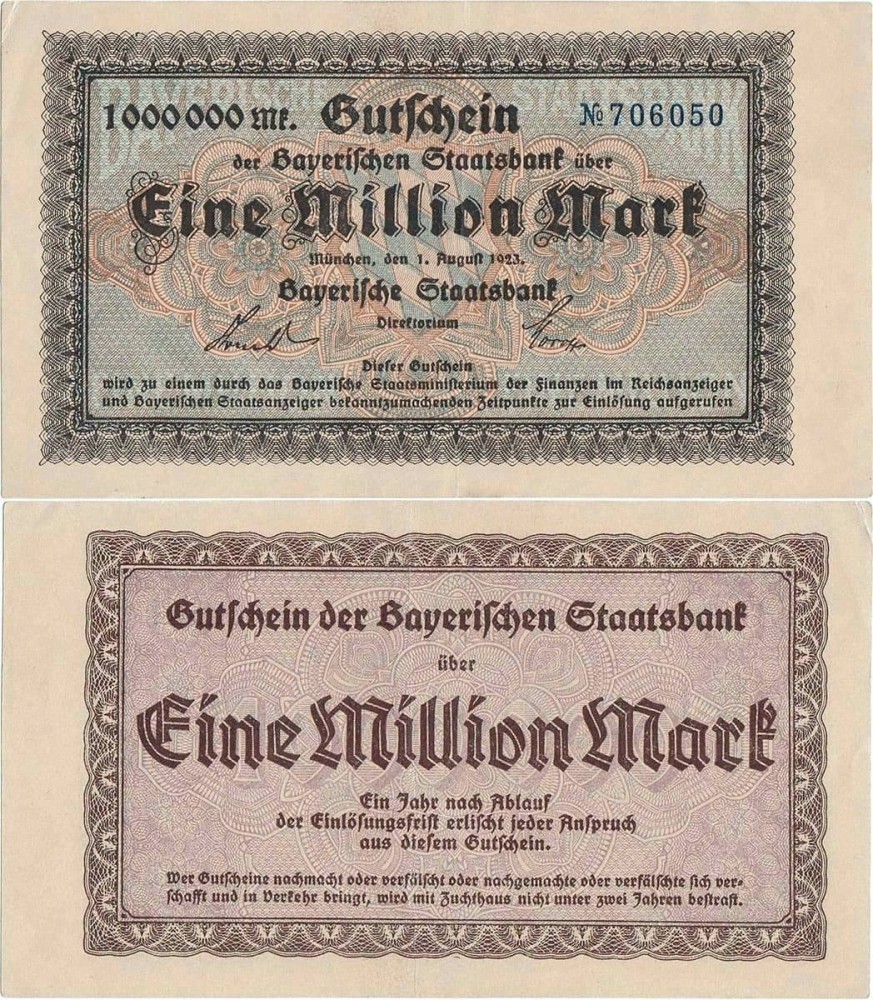 1000000 Mk. Gutschein № 706050
der Bayerischen Staatsbank über
Eine Million Mark
München, den 1. August 1923.
Bayerische Staatsbank
Direktorium
Dieser Gutschein
wird zu einem durch das Bayerische Staatsministerium der Finanzen im Reichsanzeiger
und Bayerischen Staatsanzeiger bekanntzumachenden Zeitpunkte zur Einlösung aufgerufen
Gutschein der Bayerischen Staatsbank
über
Eine Million Mark
Ein Jahr nach Ablauf
der Einlösungsfrist erlischt jeder Anspruch
aus diesem Gutschein.
Wer Gutscheine nachmacht oder verfälscht oder nachgemachte oder verfälschte sich ver-
schafft und in Verkehr bringt, wird mit Zuchthaus nicht unter zwei Jahren bestraft.